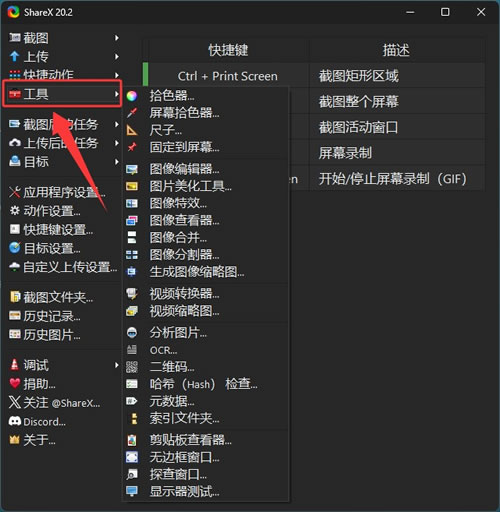 ShareX 20.2
截图
上传
快捷动作
工具
截图后的任务
上传后的任务
目标
应用程序设置...
动作设置...
快捷键设置...
目标设置...
自定义上传设置...
截图文件夹...
历史记录...
历史图片...
调试
捐助...
关注 @ShareX...
Discord...
关于...
拾色器...
屏幕拾色器...
尺子...
固定到屏幕...
图像编辑器...
图片美化工具...
图像特效...
图像查看器...
图像合并...
图像分割器...
生成图像缩略图...
视频转换器...
视频缩略图...
分析图片...
OCR...
二维码...
哈希（Hash） 检查...
元数据...
索引文件夹...
剪贴板查看器...
无边框窗口...
探查窗口...
显示器测试...
快捷键 描述
Ctrl + Print Screen 截图矩形区域
截图整个屏幕
截图活动窗口
屏幕录制
en 开始/停止屏幕录制（GIF）